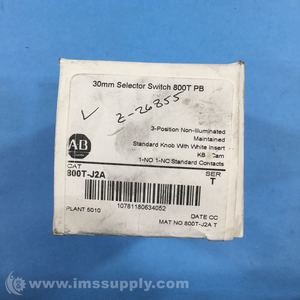 30mm Selector Switch 800T PB
Z-26855
3-Position Non-Illuminated
Maintained
Standard Knob With White Insert
1-NO 1-NC Standard Contacts
AB
CAT
SER
800T-J2A
T
PLANT 5010
10781180634052
DATE CC
MAT NO 800T-J2A T
© www.imssupply.com/